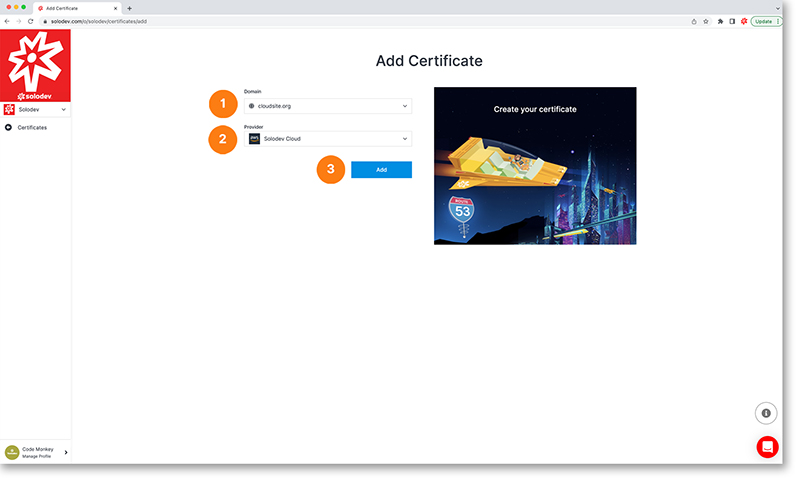 Add Certificate
solodev.com/o/solodev/certificates/add
Update
solodev
Solodev
Certificates
Add Certificate
1
Domain
cloudsite.org
2
Provider
aws
Solodev Cloud
3
Add
Create your certificate
ROUTE
53
Code Monkey
Manage Profile